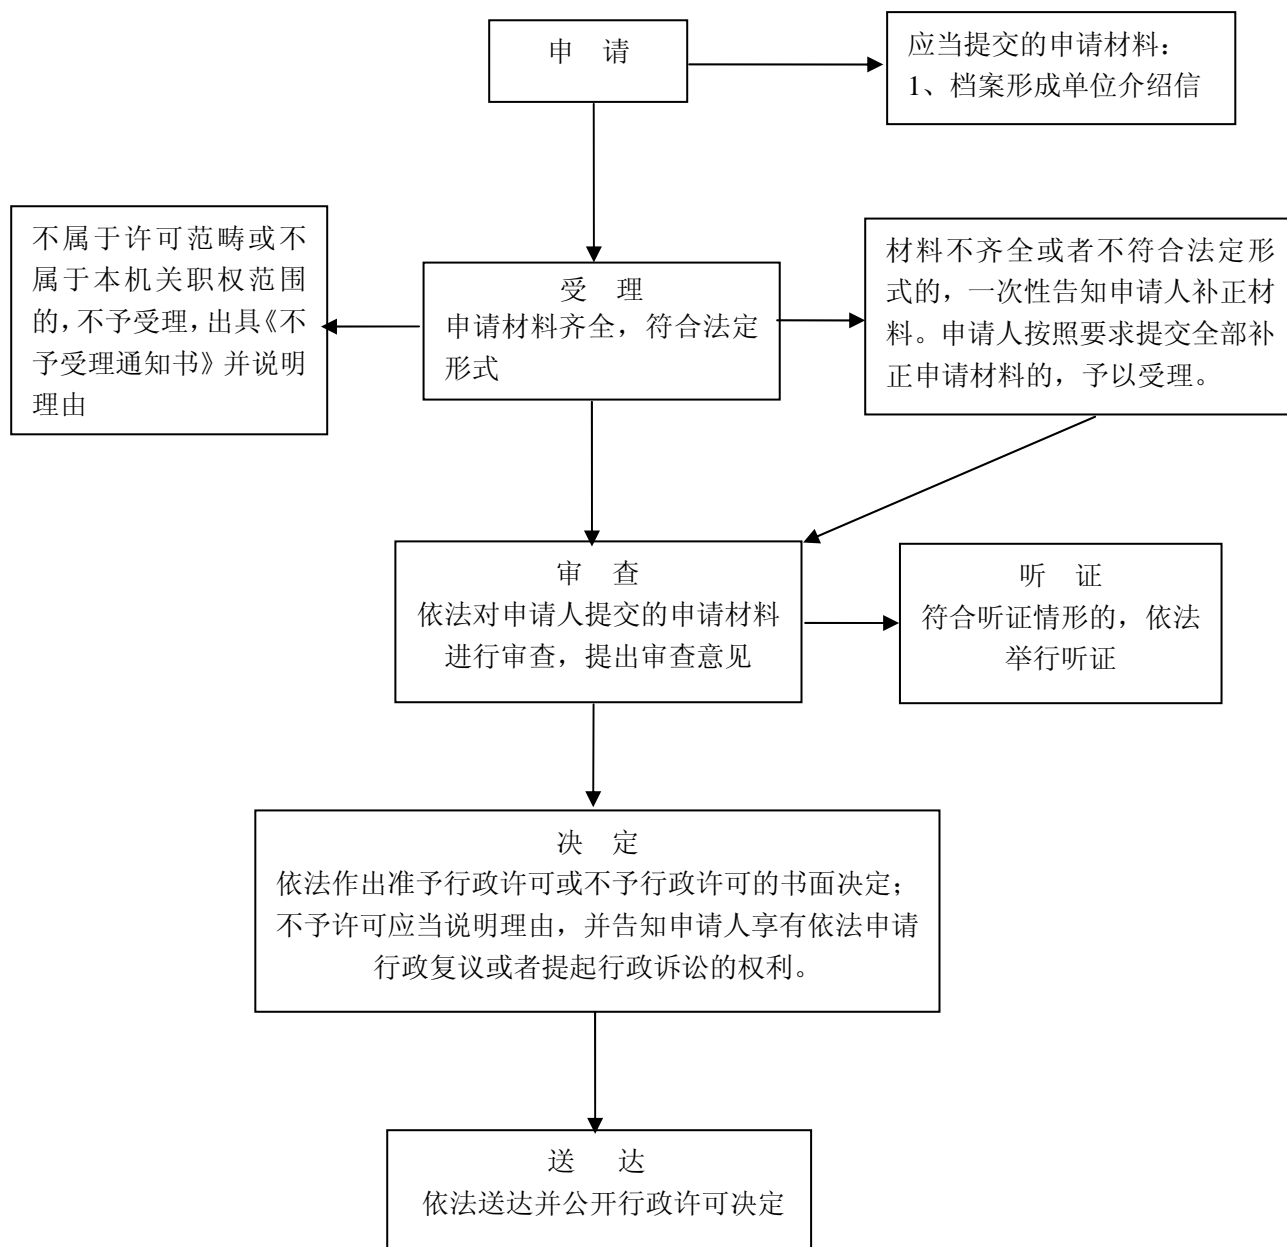 申 请
应当提交的申请材料：
1、档案形成单位介绍信
不属于许可范畴或不
属于本机关职权范围
的，不予受理，出具《不
予受理通知书》并说明
理由
受 理
申请材料齐全，符合法定
形式
材料不齐全或者不符合法定形
式的，一次性告知申请人补正材
料。申请人按照要求提交全部补
正申请材料的，予以受理。
审 查
依法对申请人提交的申请材料
进行审查，提出审查意见
听 证
符合听证情形的，依法
举行听证
决 定
依法作出准予行政许可或不予行政许可的书面决定；
不予许可应当说明理由，并告知申请人享有依法申请
行政复议或者提起行政诉讼的权利。
送 达
依法送达并公开行政许可决定